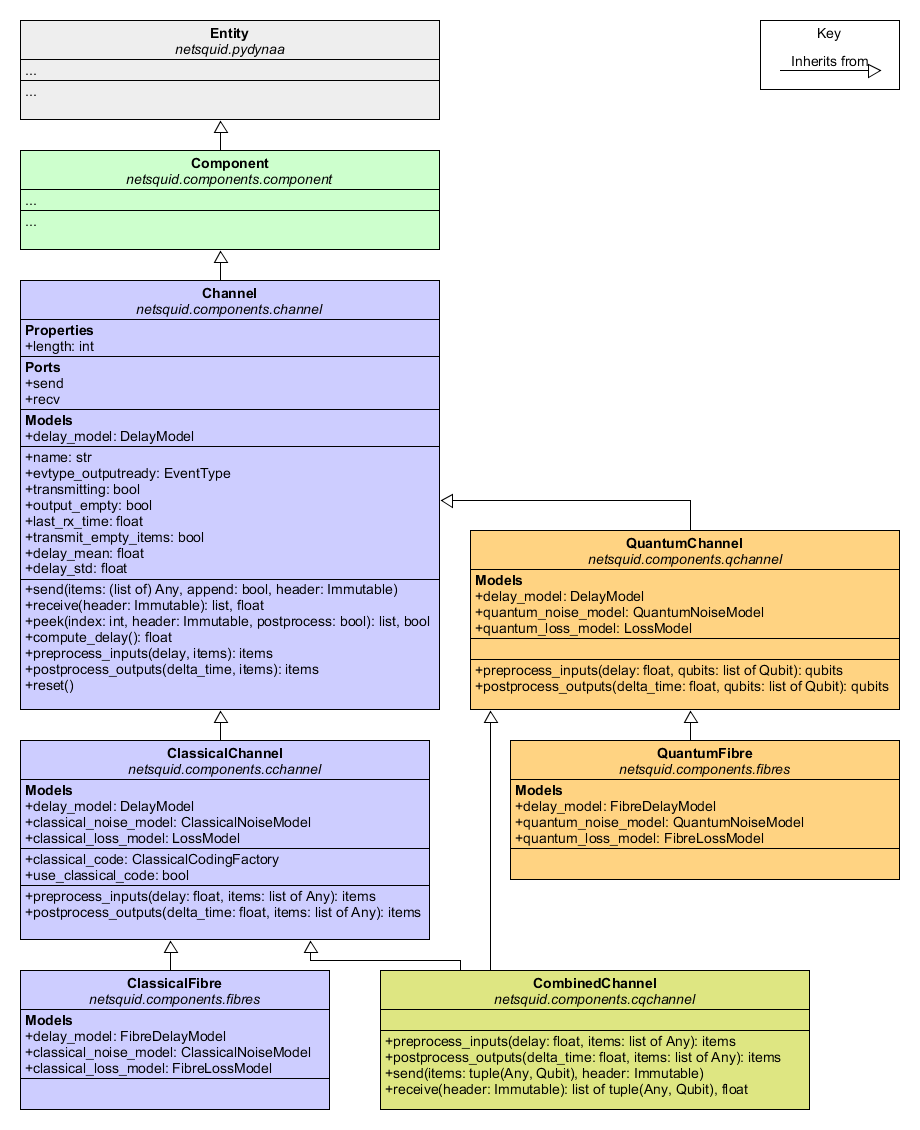 Entity
netsquid.pydynaa
...
...
Key
Inherits from
Component
netsquid.components.component
...
...
Channel
netsquid.components.channel
Properties
+length: int
Ports
+send
+recv
Models
+delay_model: DelayModel
+name: str
+evtype_outputready: EventType
+transmitting: bool
+output_empty: bool
+last_rx_time: float
+transmit_empty_items: bool
+delay_mean: float
+delay_std: float
+send(items: (list of) Any, append: bool, header: Immutable)
+receive(header: Immutable): list, float
+peek(index: int, header: Immutable, postprocess: bool): list, bool
+compute_delay(): float
+preprocess_inputs(delay, items): items
+postprocess_outputs(delta_time, items): items
+reset()
QuantumChannel
netsquid.components.qchannel
Models
+delay_model: DelayModel
+quantum_noise_model: QuantumNoiseModel
+quantum_loss_model: LossModel
+preprocess_inputs(delay: float, qubits: list of Qubit): qubits
+postprocess_outputs(delta_time: float, qubits: list of Qubit): qubits
ClassicalChannel
netsquid.components.cchannel
Models
+delay_model: DelayModel
+classical_noise_model: ClassicalNoiseModel
+classical_loss_model: LossModel
+classical_code: ClassicalCodingFactory
+use_classical_code: bool
+preprocess_inputs(delay: float, items: list of Any): items
+postprocess_outputs(delta_time: float, items: list of Any): items
QuantumFibre
netsquid.components.fibres
Models
+delay_model: FibreDelayModel
+quantum_noise_model: QuantumNoiseModel
+quantum_loss_model: FibreLossModel
ClassicalFibre
netsquid.components.fibres
Models
+delay_model: FibreDelayModel
+classical_noise_model: ClassicalNoiseModel
+classical_loss_model: FibreLossModel
CombinedChannel
netsquid.components.cqchannel
+preprocess_inputs(delay: float, items: list of Any): items
+postprocess_outputs(delta_time: float, items: list of Any): items
+send(items: tuple(Any, Qubit), header: Immutable)
+receive(header: Immutable): list of tuple(Any, Qubit), float